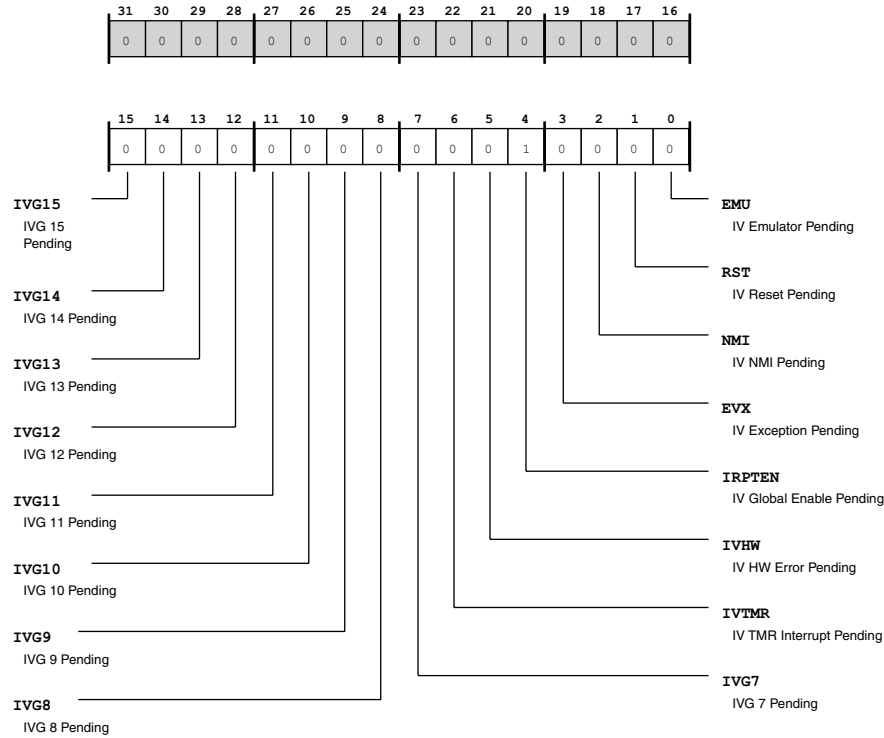 31 30 29 28 27 26 25 24 23 22 21 20 19 18 17 16
0 0 0 0 0 0 0 0 0 0 0 0 0 0 0 0
15 14 13 12 11 10 9 8 7 6 5 4 3 2 1 0
0 0 0 0 0 0 0 0 0 0 0 1 0 0 0 0
IVG15
IVG 15
Pending
IVG14
IVG 14 Pending
IVG13
IVG 13 Pending
IVG12
IVG 12 Pending
IVG11
IVG 11 Pending
IVG10
IVG 10 Pending
IVG9
IVG 9 Pending
IVG8
IVG 8 Pending
EMU
IV Emulator Pending
RST
IV Reset Pending
NMI
IV NMI Pending
EVX
IV Exception Pending
IRPTEN
IV Global Enable Pending
IVHW
IV HW Error Pending
IVTMR
IV TMR Interrupt Pending
IVG7
IVG 7 Pending